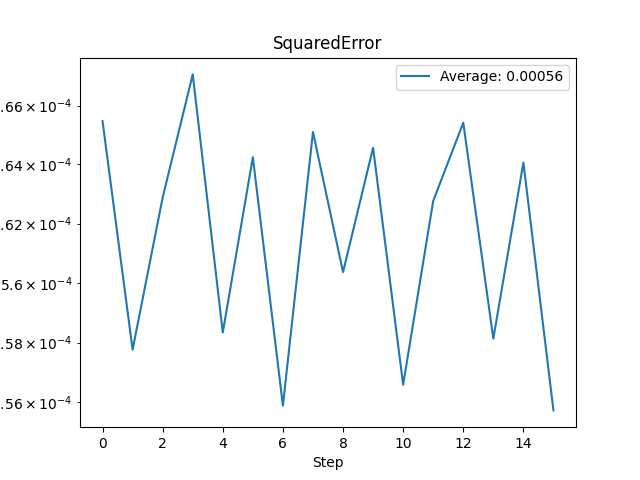 SquaredError
Average: 0.00056
.66 × 10⁻⁴
.64 × 10⁻⁴
.62 × 10⁻⁴
5.6 × 10⁻⁴
.58 × 10⁻⁴
.56 × 10⁻⁴
0 2 4 6 8 10 12 14
Step